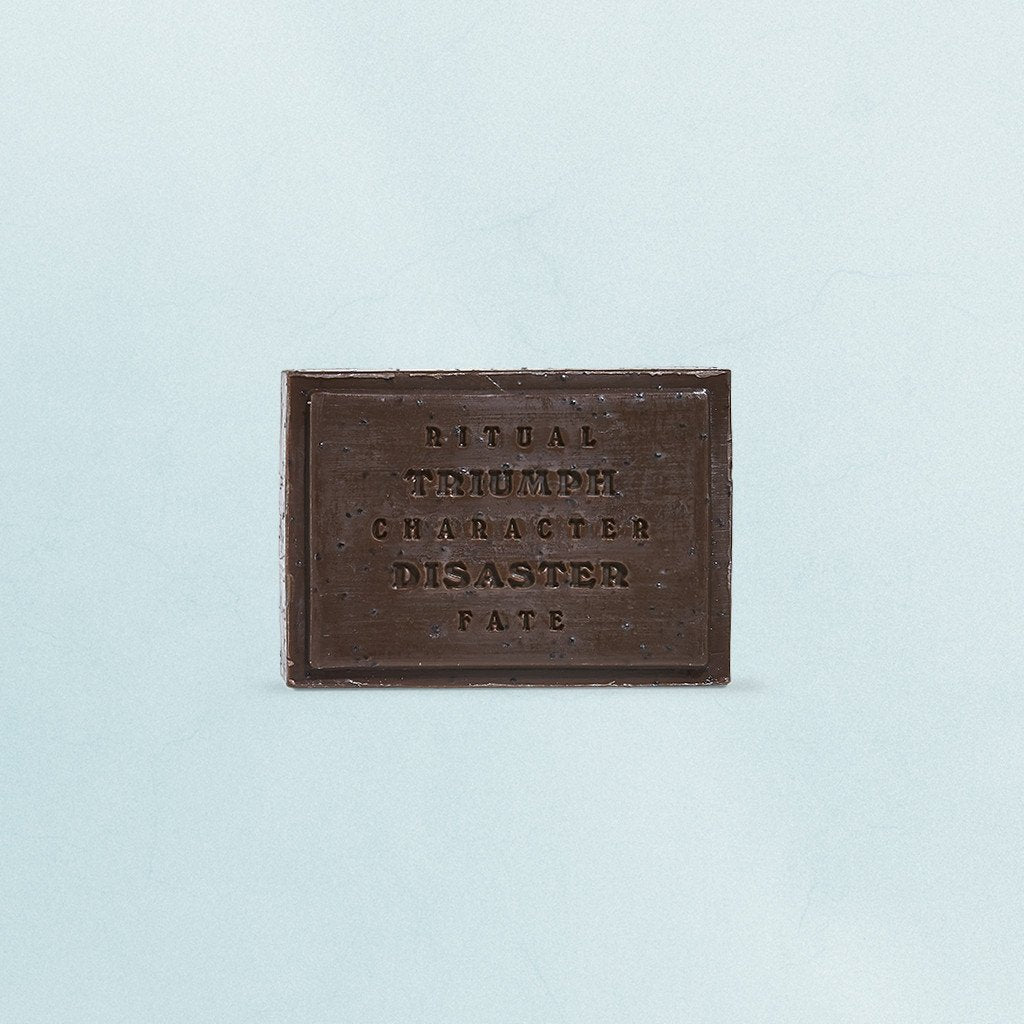 RITUAL
TRIUMPH
CHARACTER
DISASTER
FATE